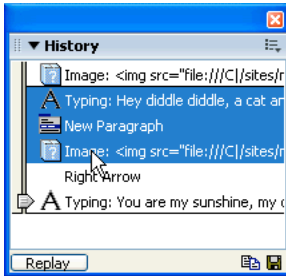 History
Image: <img src="file:///C|/sites/
Typing: Hey diddle diddle, a cat an
New Paragraph
Image: <img src="file:///C|/sites/
Right Arrow
Typing: You are my sunshine, my
Replay